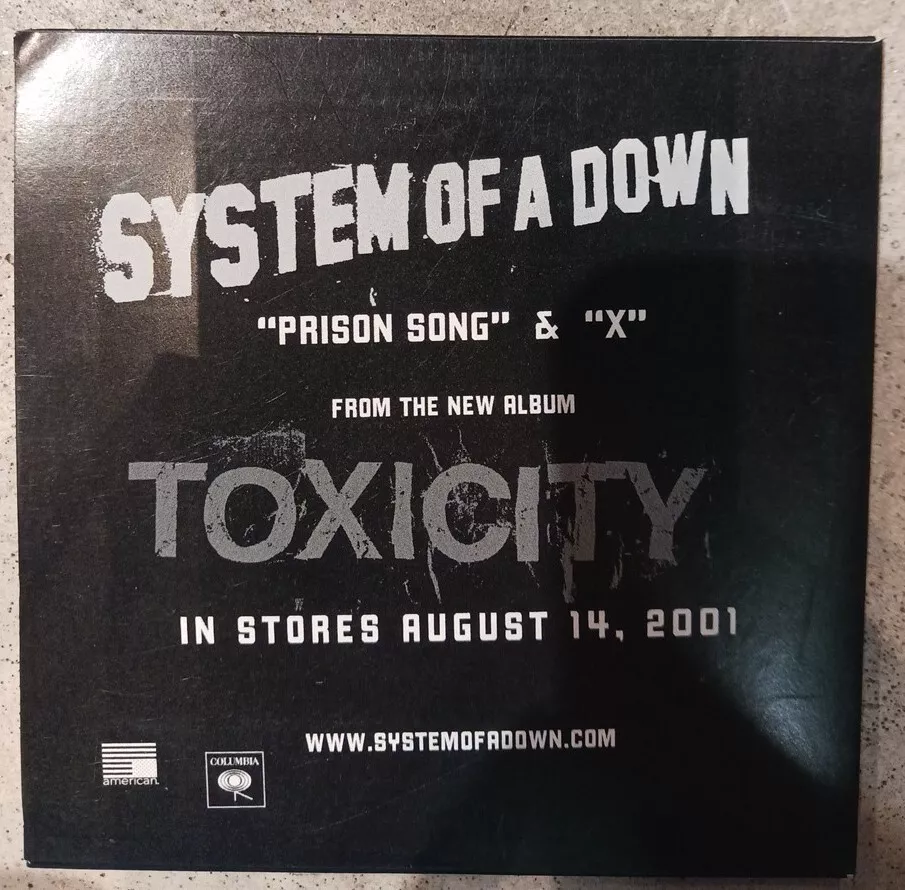 SYSTEM OF A DOWN
"PRISON SONG" & "X"
FROM THE NEW ALBUM
TOXICITY
IN STORES AUGUST 14, 2001
WWW.SYSTEMOFADOWN.COM
american
COLUMBIA